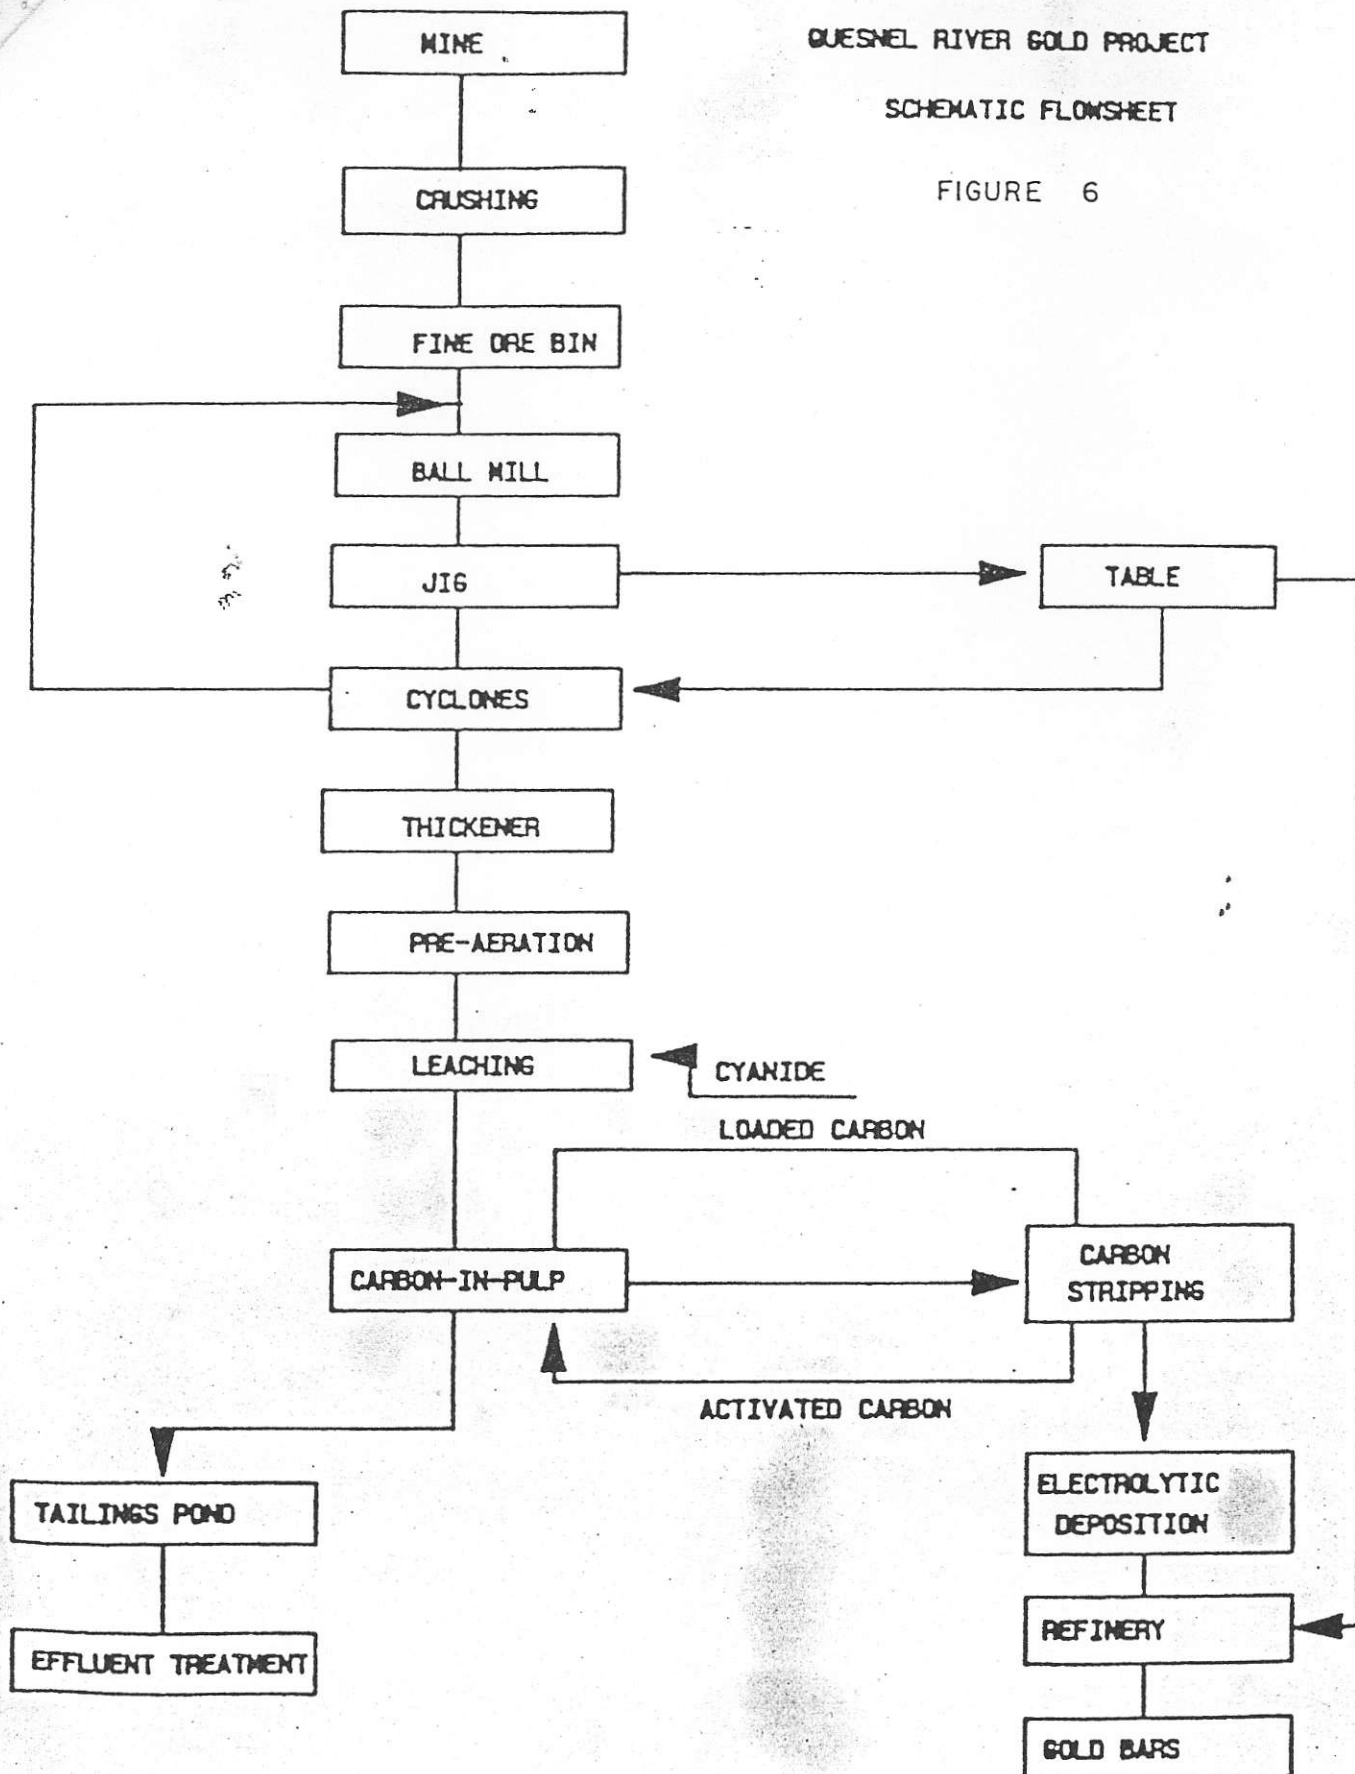 QUESNEL RIVER GOLD PROJECT
SCHEMATIC FLOWSHEET
FIGURE 6
MINE
CRUSHING
FINE ORE BIN
BALL MILL
JIG
TABLE
CYCLONES
THICKENER
PRE-AERATION
LEACHING
CYANIDE
LOADED CARBON
CARBON-IN-PULP
CARBON
STRIPPING
ACTIVATED CARBON
TAILINGS POND
ELECTROLYTIC
DEPOSITION
EFFLUENT TREATMENT
REFINERY
GOLD BARS